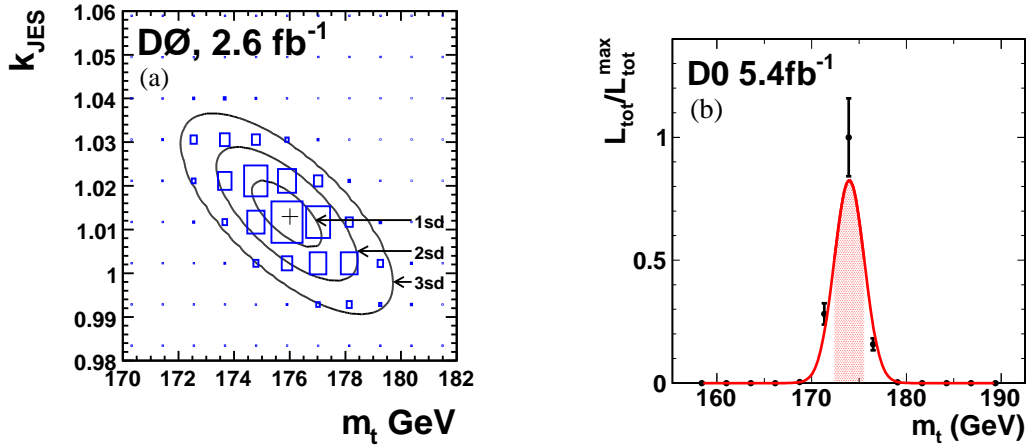 k_JES
DØ, 2.6 fb⁻¹
(a)
1.06
1.05
1.04
1.03
1.02
1.01
1
0.99
0.98
1sd
2sd
3sd
170 172 174 176 178 180 182
m_t GeV
L_tot/L_tot^max
D0 5.4fb⁻¹
(b)
1
0.5
0
160 170 180 190
m_t (GeV)